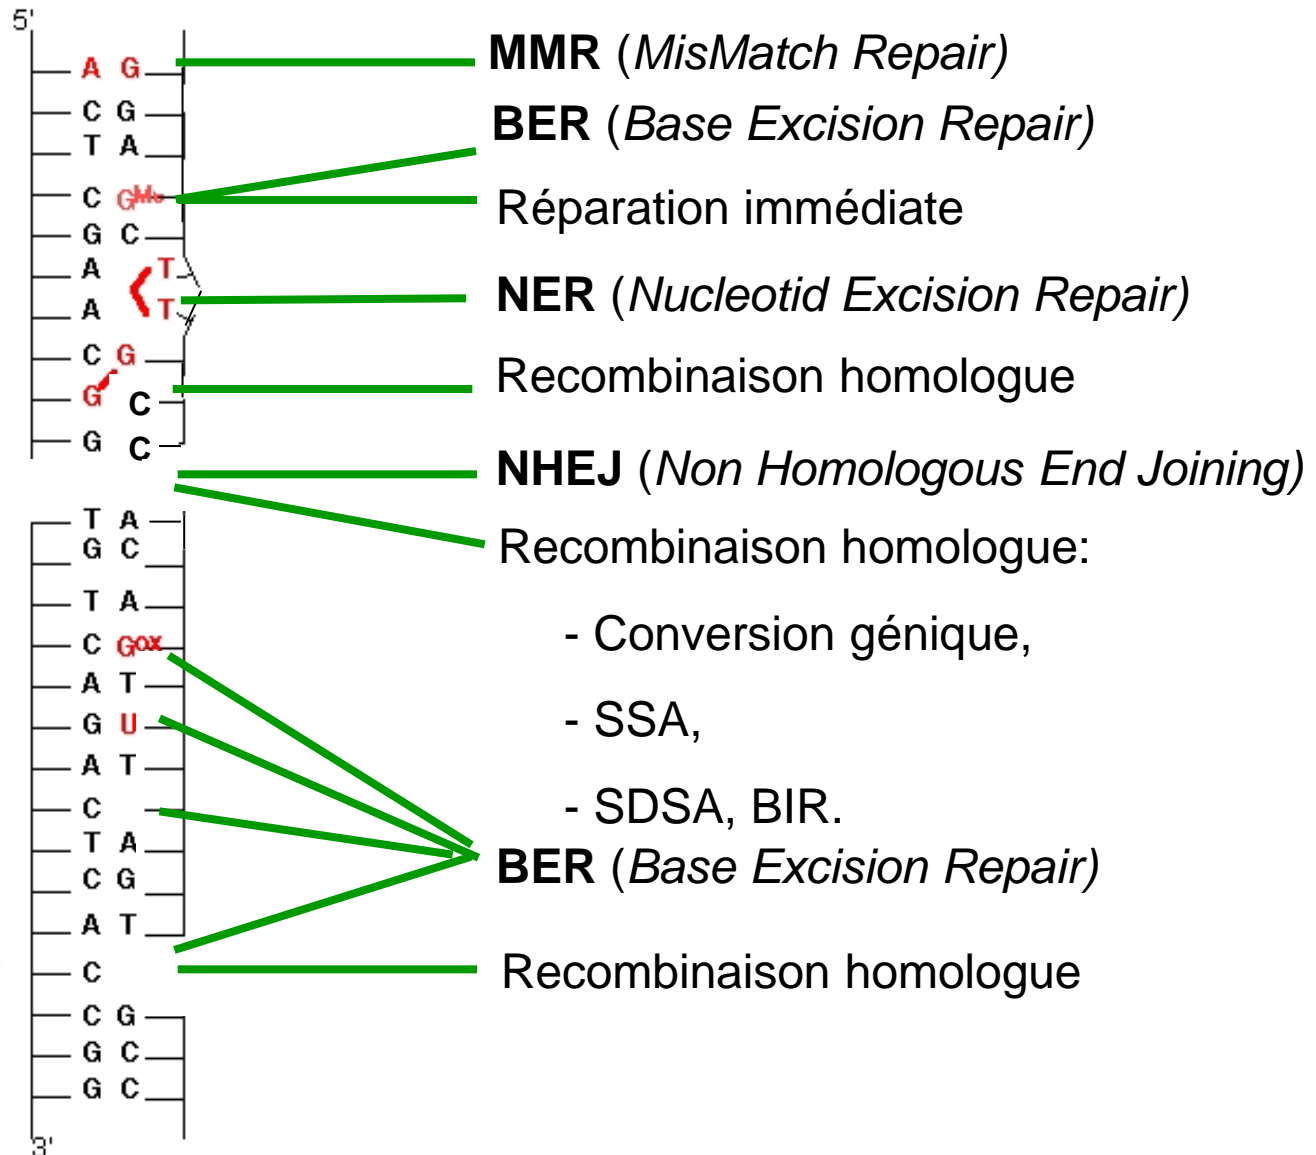 5'
A G MMR (MisMatch Repair)
C G BER (Base Excision Repair)
T A
C GMe Réparation immédiate
G C
A T
A T NER (Nucleotid Excision Repair)
C G Recombinaison homologue
G C
G C NHEJ (Non Homologous End Joining)
T A Recombinaison homologue:
G C
T A
C GOX - Conversion génique,
A T
G U - SSA,
A T
C - SDSA, BIR.
T A BER (Base Excision Repair)
C G
A T
C Recombinaison homologue
C G
G C
G C
3'